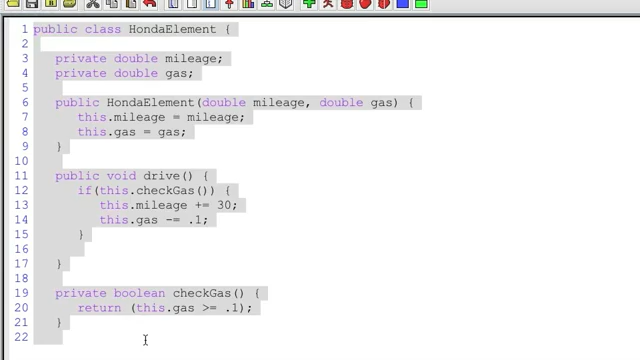 1 public class HondaElement {
2
3 private double mileage;
4 private double gas;
5
6 public HondaElement(double mileage, double gas) {
7 this.mileage = mileage;
8 this.gas = gas;
9 }
10
11 public void drive() {
12 if(this.checkGas()) {
13 this.mileage += 30;
14 this.gas -= .1;
15 }
16
17 }
18
19 private boolean checkGas() {
20 return (this.gas >= .1);
21 }
22